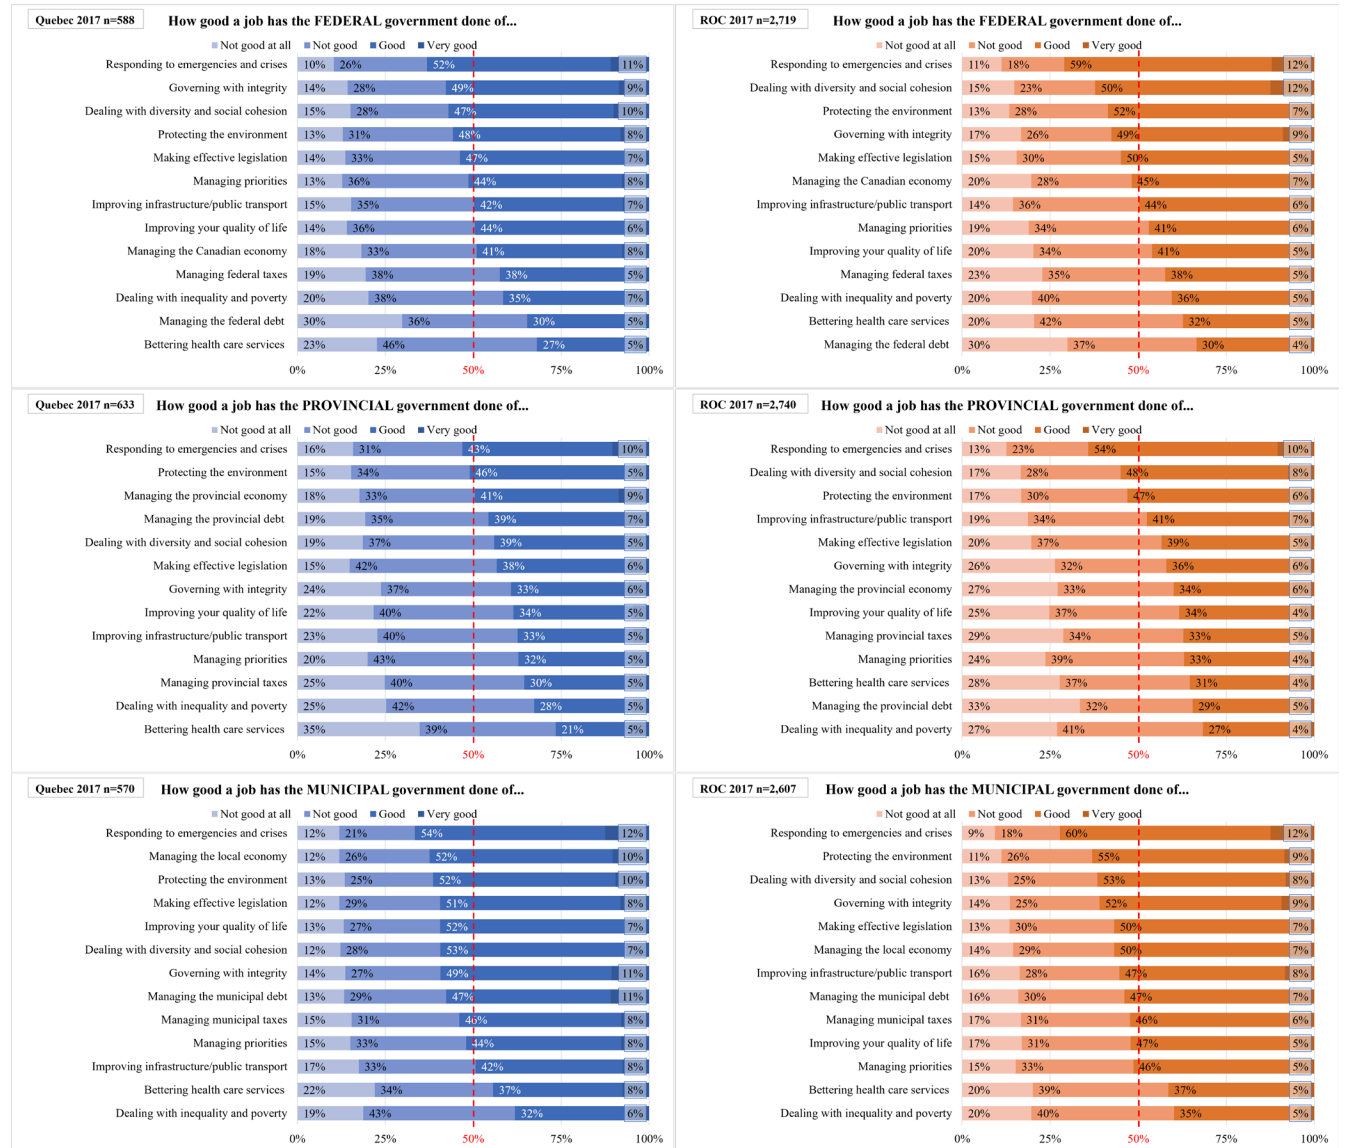 Quebec 2017 n=588
How good a job has the FEDERAL government done of...
Not good at all Not good Good Very good
Responding to emergencies and crises 10% 26% 52% 11%
Governing with integrity 14% 28% 49% 9%
Dealing with diversity and social cohesion 15% 28% 47% 10%
Protecting the environment 13% 31% 48% 8%
Making effective legislation 14% 33% 47% 7%
Managing priorities 13% 36% 44% 8%
Improving infrastructure/public transport 15% 35% 42% 7%
Improving your quality of life 14% 36% 44% 6%
Managing the Canadian economy 18% 33% 41% 8%
Managing federal taxes 19% 38% 38% 5%
Dealing with inequality and poverty 20% 38% 35% 7%
Managing the federal debt 30% 36% 30% 5%
Bettering health care services 23% 46% 27% 5%
0% 25% 50% 75% 100%
ROC 2017 n=2,719
How good a job has the FEDERAL government done of...
Not good at all Not good Good Very good
Responding to emergencies and crises 11% 18% 59% 12%
Dealing with diversity and social cohesion 15% 23% 50% 12%
Protecting the environment 13% 28% 52% 7%
Governing with integrity 17% 26% 49% 9%
Making effective legislation 15% 30% 50% 5%
Managing the Canadian economy 20% 28% 45% 7%
Improving infrastructure/public transport 14% 36% 44% 6%
Managing priorities 19% 34% 41% 6%
Improving your quality of life 20% 34% 41% 5%
Managing federal taxes 23% 35% 38% 5%
Dealing with inequality and poverty 20% 40% 36% 5%
Bettering health care services 20% 42% 32% 5%
Managing the federal debt 30% 37% 30% 4%
0% 25% 50% 75% 100%
Quebec 2017 n=633
How good a job has the PROVINCIAL government done of...
Not good at all Not good Good Very good
Responding to emergencies and crises 16% 31% 43% 10%
Protecting the environment 15% 34% 46% 5%
Managing the provincial economy 18% 33% 41% 9%
Managing the provincial debt 19% 35% 39% 7%
Dealing with diversity and social cohesion 19% 37% 39% 5%
Making effective legislation 15% 42% 38% 6%
Governing with integrity 24% 37% 33% 6%
Improving your quality of life 22% 40% 34% 5%
Improving infrastructure/public transport 23% 40% 33% 5%
Managing priorities 20% 43% 32% 5%
Managing provincial taxes 25% 40% 30% 5%
Dealing with inequality and poverty 25% 42% 28% 5%
Bettering health care services 35% 39% 21% 5%
0% 25% 50% 75% 100%
ROC 2017 n=2,740
How good a job has the PROVINCIAL government done of...
Not good at all Not good Good Very good
Responding to emergencies and crises 13% 23% 54% 10%
Dealing with diversity and social cohesion 17% 28% 48% 8%
Protecting the environment 17% 30% 47% 6%
Improving infrastructure/public transport 19% 34% 41% 7%
Making effective legislation 20% 37% 39% 5%
Governing with integrity 26% 32% 36% 6%
Managing the provincial economy 27% 33% 34% 6%
Improving your quality of life 25% 37% 34% 4%
Managing provincial taxes 29% 34% 33% 5%
Managing priorities 24% 39% 33% 4%
Bettering health care services 28% 37% 31% 4%
Managing the provincial debt 33% 32% 29% 5%
Dealing with inequality and poverty 27% 41% 27% 4%
0% 25% 50% 75% 100%
Quebec 2017 n=570
How good a job has the MUNICIPAL government done of...
Not good at all Not good Good Very good
Responding to emergencies and crises 12% 21% 54% 12%
Managing the local economy 12% 26% 52% 10%
Protecting the environment 13% 25% 52% 10%
Making effective legislation 12% 29% 51% 8%
Improving your quality of life 13% 27% 52% 7%
Dealing with diversity and social cohesion 12% 28% 53% 7%
Governing with integrity 14% 27% 49% 11%
Managing the municipal debt 13% 29% 47% 11%
Managing municipal taxes 15% 31% 46% 8%
Managing priorities 15% 33% 44% 8%
Improving infrastructure/public transport 17% 33% 42% 8%
Bettering health care services 22% 34% 37% 8%
Dealing with inequality and poverty 19% 43% 32% 6%
0% 25% 50% 75% 100%
ROC 2017 n=2,607
How good a job has the MUNICIPAL government done of...
Not good at all Not good Good Very good
Responding to emergencies and crises 9% 18% 60% 12%
Protecting the environment 11% 26% 55% 9%
Dealing with diversity and social cohesion 13% 25% 53% 8%
Governing with integrity 14% 25% 52% 9%
Making effective legislation 13% 30% 50% 7%
Managing the local economy 14% 29% 50% 7%
Improving infrastructure/public transport 16% 28% 47% 8%
Managing the municipal debt 16% 30% 47% 7%
Managing municipal taxes 17% 31% 46% 6%
Improving your quality of life 17% 31% 47% 5%
Managing priorities 15% 33% 46% 5%
Bettering health care services 20% 39% 37% 5%
Dealing with inequality and poverty 20% 40% 35% 5%
0% 25% 50% 75% 100%